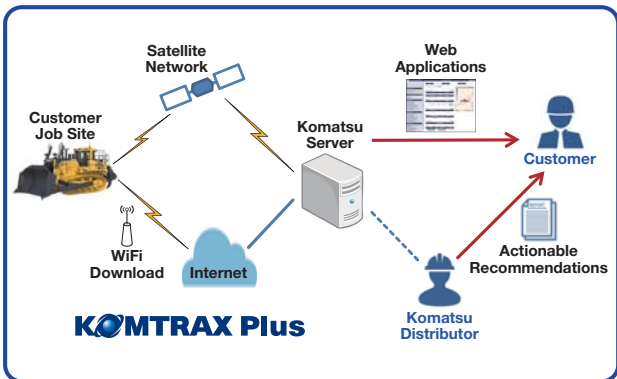 Satellite
Network
Web
Applications
Customer
Job Site
Komatsu
Server
Customer
WiFi
Download
Internet
REPORT
Actionable
Recommendations
KOMTRAX Plus
Komatsu
Distributor